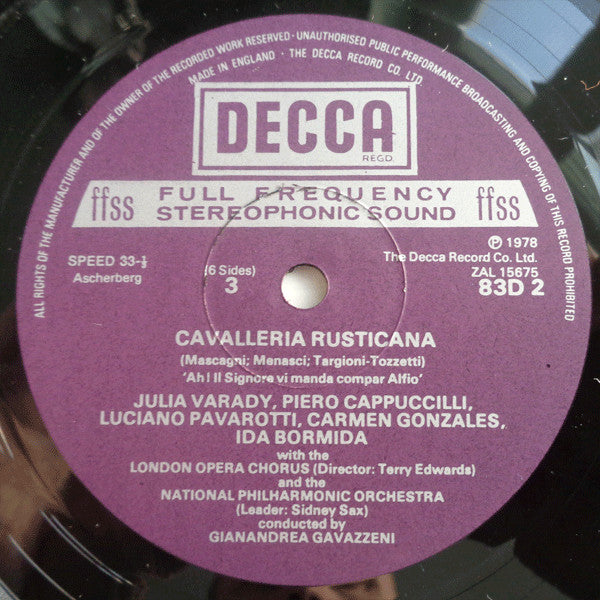 ALL RIGHTS OF THE MANUFACTURER AND OF THE OWNER OF THE RECORDED WORK RESERVED · UNAUTHORISED PUBLIC PERFORMANCE BROADCASTING AND COPYING OF THIS RECORD PROHIBITED
MADE IN ENGLAND · THE DECCA RECORD CO. LTD.
DECCA
REGD.
ffss FULL FREQUENCY ffss
STEREOPHONIC SOUND
SPEED 33-⅓
Ascherberg
(6 Sides)
3
℗ 1978
The Decca Record Co. Ltd.
ZAL 15675
83D 2
CAVALLERIA RUSTICANA
(Mascagni; Menasci; Targioni-Tozzetti)
'Ah! Il Signore vi manda compar Alfio'
JULIA VARADY, PIERO CAPPUCCILLI,
LUCIANO PAVAROTTI, CARMEN GONZALES,
IDA BORMIDA
with the
LONDON OPERA CHORUS (Director: Terry Edwards)
and the
NATIONAL PHILHARMONIC ORCHESTRA
(Leader: Sidney Sax)
conducted by
GIANANDREA GAVAZZENI